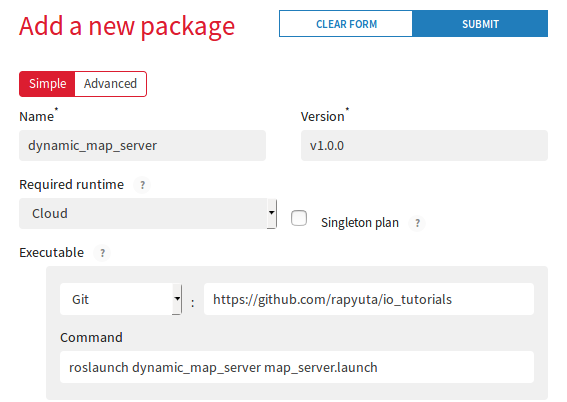 Add a new package
CLEAR FORM SUBMIT
Simple Advanced
Name* Version*
dynamic_map_server v1.0.0
Required runtime ?
Cloud Singleton plan ?
Executable ?
Git : https://github.com/rapyuta/io_tutorials
Command
roslaunch dynamic_map_server map_server.launch